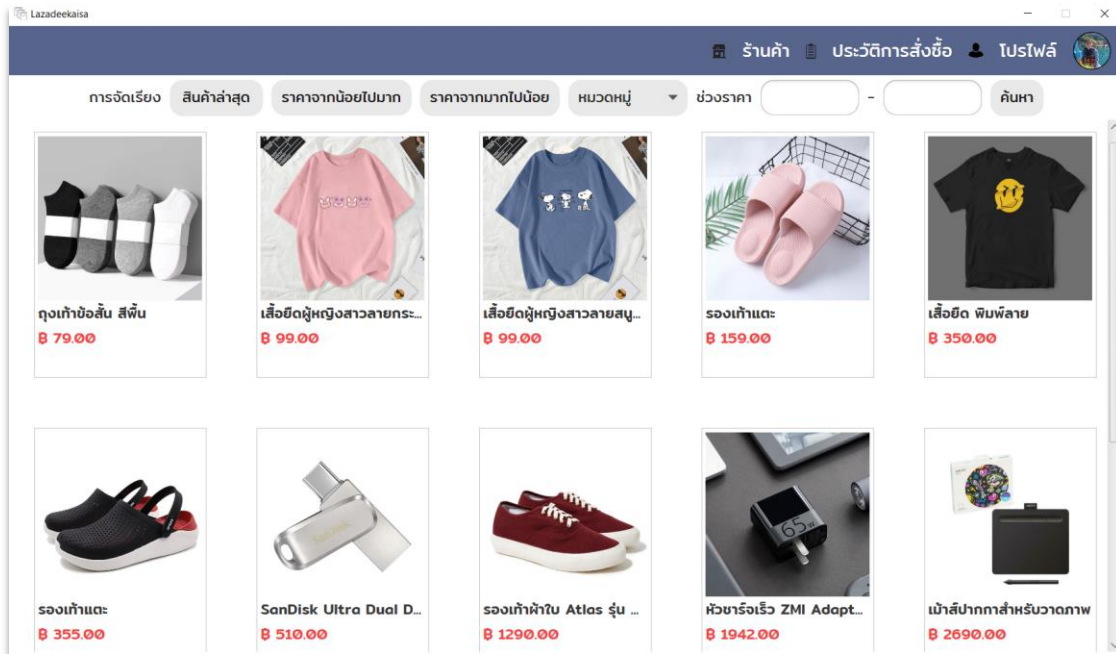 Lazadeekaisa
ร้านค้า ประวัติการสั่งซื้อ โปรไฟล์
การจัดเรียง สินค้าล่าสุด ราคาจากน้อยไปมาก ราคาจากมากไปน้อย หมวดหมู่ ช่วงราคา - ค้นหา
ถุงเท้าข้อสั้น สีพื้น
฿ 79.00
เสื้อยืดผู้หญิงสาวลายกระ...
฿ 99.00
เสื้อยืดผู้หญิงสาวลายสนู...
฿ 99.00
รองเท้าแตะ
฿ 159.00
เสื้อยืด พิมพ์ลาย
฿ 350.00
รองเท้าแตะ
฿ 355.00
SanDisk
SanDisk Ultra Dual D...
฿ 510.00
รองเท้าผ้าใบ Atlas รุ่น ...
฿ 1290.00
65w
หัวชาร์จเร็ว ZMI Adapt...
฿ 1942.00
เม้าส์ปากกาสำหรับวาดภาพ
฿ 2690.00